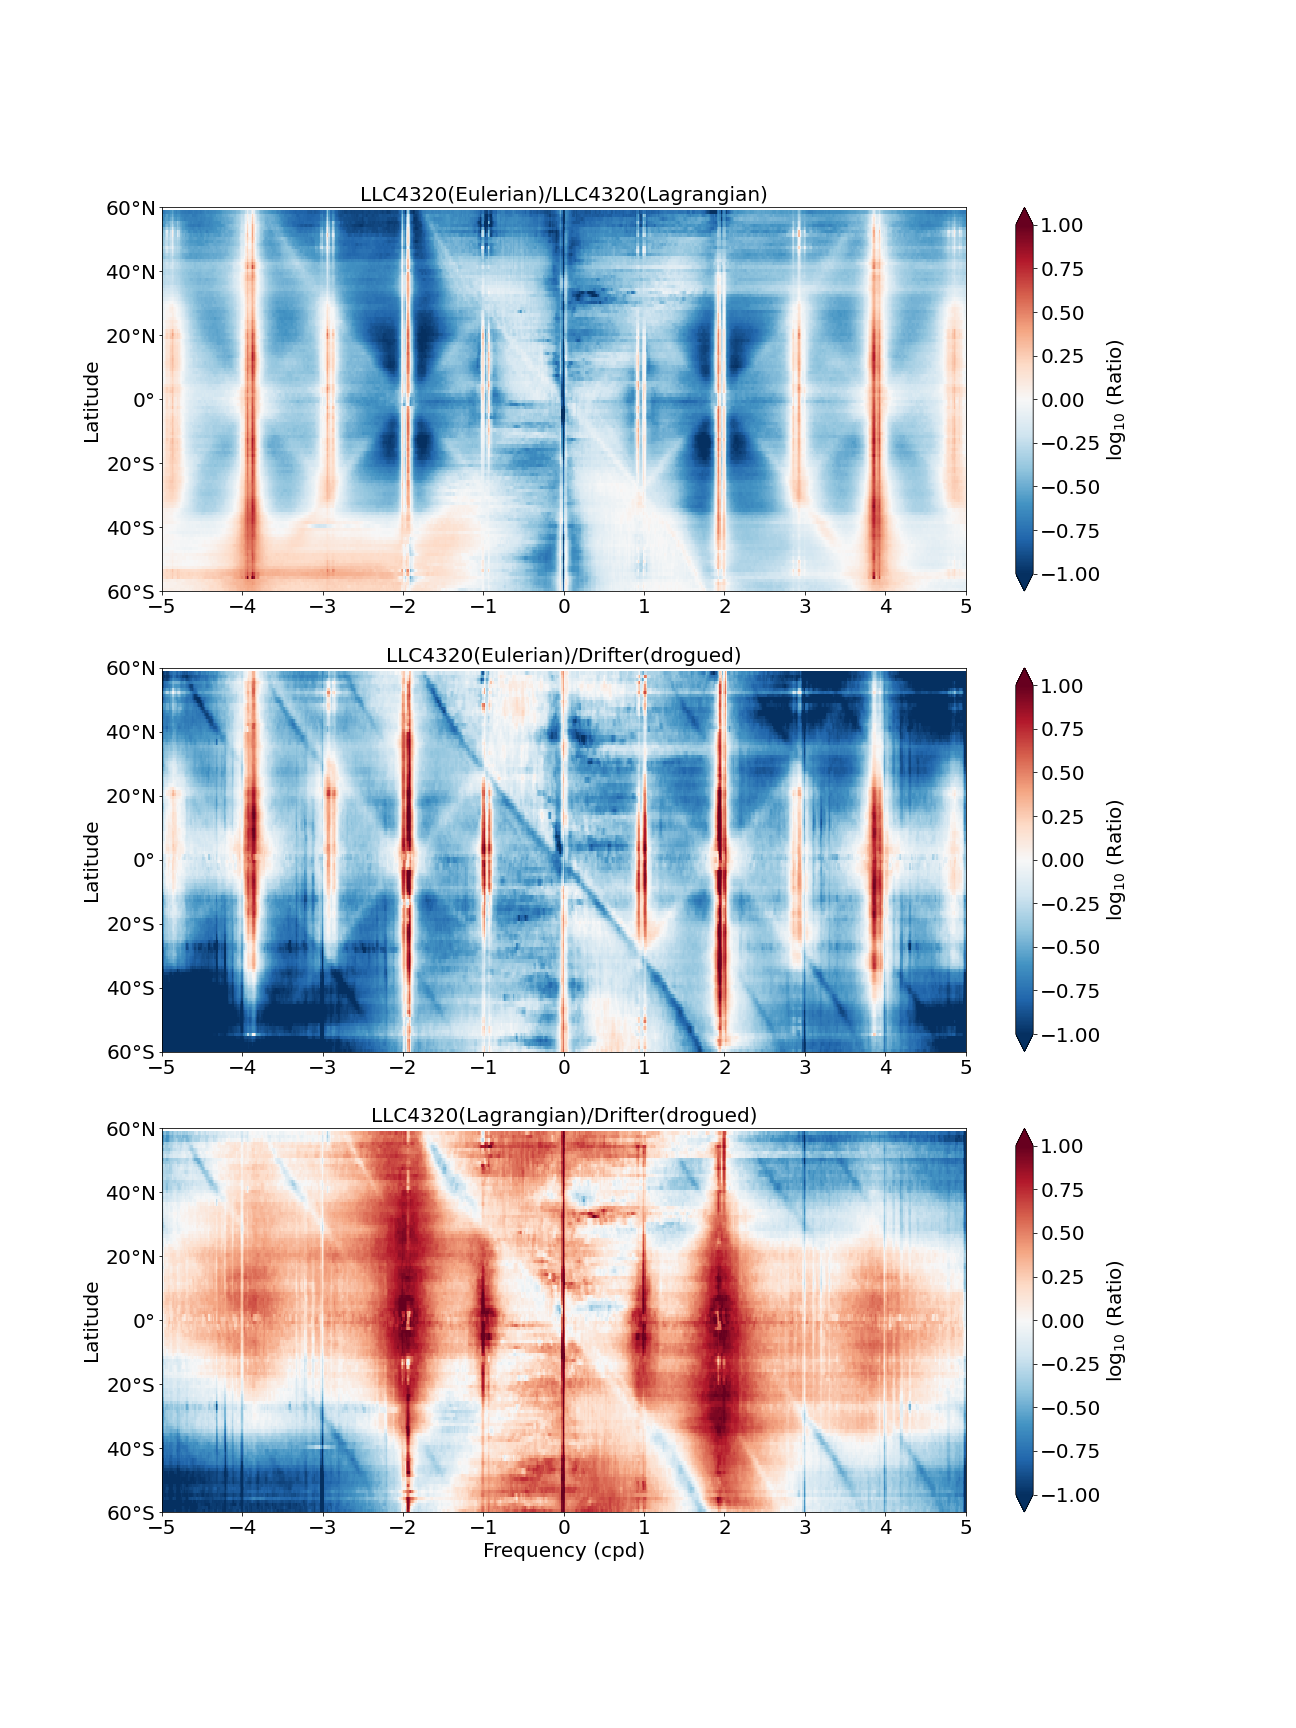 LLC4320(Eulerian)/LLC4320(Lagrangian)
60°N
40°N
20°N
0°
20°S
40°S
60°S
Latitude
−5 −4 −3 −2 −1 0 1 2 3 4 5
1.00
0.75
0.50
0.25
0.00
−0.25
−0.50
−0.75
−1.00
log10 (Ratio)
LLC4320(Eulerian)/Drifter(drogued)
60°N
40°N
20°N
0°
20°S
40°S
60°S
Latitude
−5 −4 −3 −2 −1 0 1 2 3 4 5
1.00
0.75
0.50
0.25
0.00
−0.25
−0.50
−0.75
−1.00
log10 (Ratio)
LLC4320(Lagrangian)/Drifter(drogued)
60°N
40°N
20°N
0°
20°S
40°S
60°S
Latitude
−5 −4 −3 −2 −1 0 1 2 3 4 5
Frequency (cpd)
1.00
0.75
0.50
0.25
0.00
−0.25
−0.50
−0.75
−1.00
log10 (Ratio)